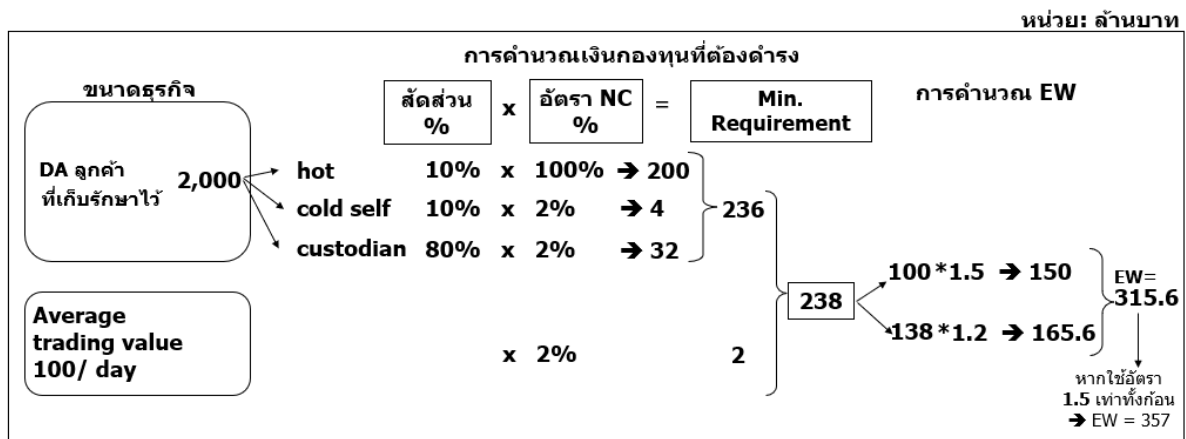 หน่วย: ล้านบาท
การคำนวณเงินกองทุนที่ต้องดำรง
ขนาดธุรกิจ
สัดส่วน
%
x
อัตรา NC
%
=
Min.
Requirement
การคำนวณ EW
DA ลูกค้า
ที่เก็บรักษาไว้
2,000
hot 10% x 100% ➔ 200
cold self 10% x 2% ➔ 4
custodian 80% x 2% ➔ 32
236
Average
trading value
100/ day
x 2% 2
238
100 *1.5 ➔ 150
138 *1.2 ➔ 165.6
EW=
315.6
หากใช้อัตรา
1.5 เท่าทั้งก้อน
➔ EW = 357